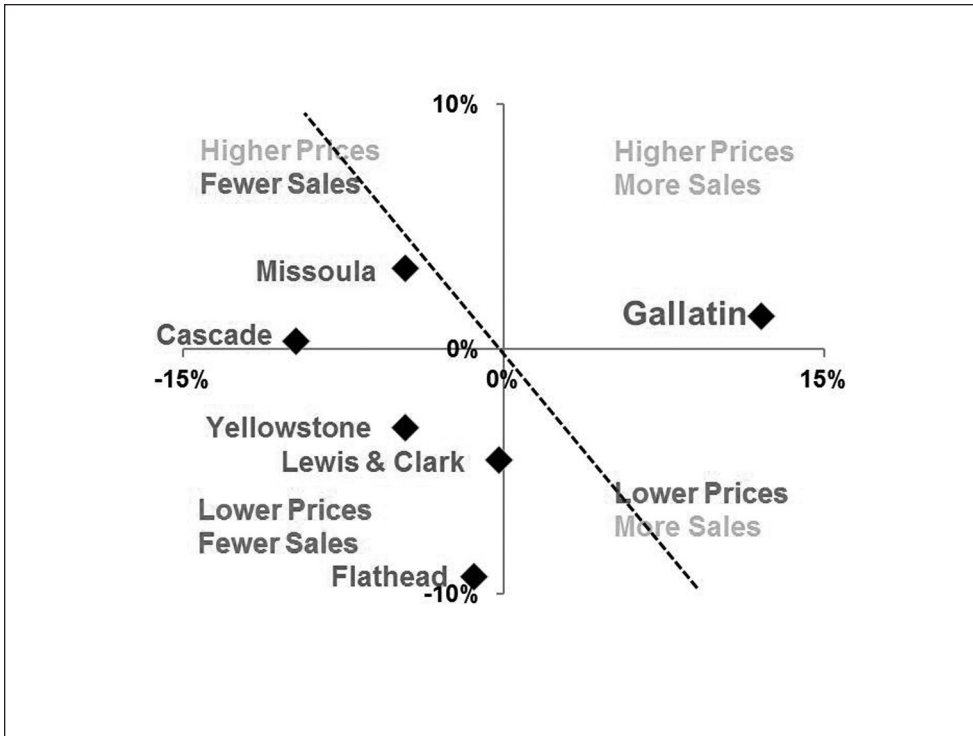 10%
Higher Prices
Fewer Sales
Higher Prices
More Sales
Missoula
Gallatin
Cascade
0%
-15%
0%
15%
Yellowstone
Lewis & Clark
Lower Prices
More Sales
Lower Prices
Fewer Sales
Flathead
-10%